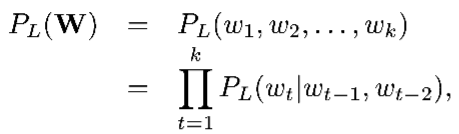 P_L(𝐖) = P_L(w_1, w_2, …, w_k)
= ∏_{t=1}^{k} P_L(w_t|w_{t−1}, w_{t−2}),